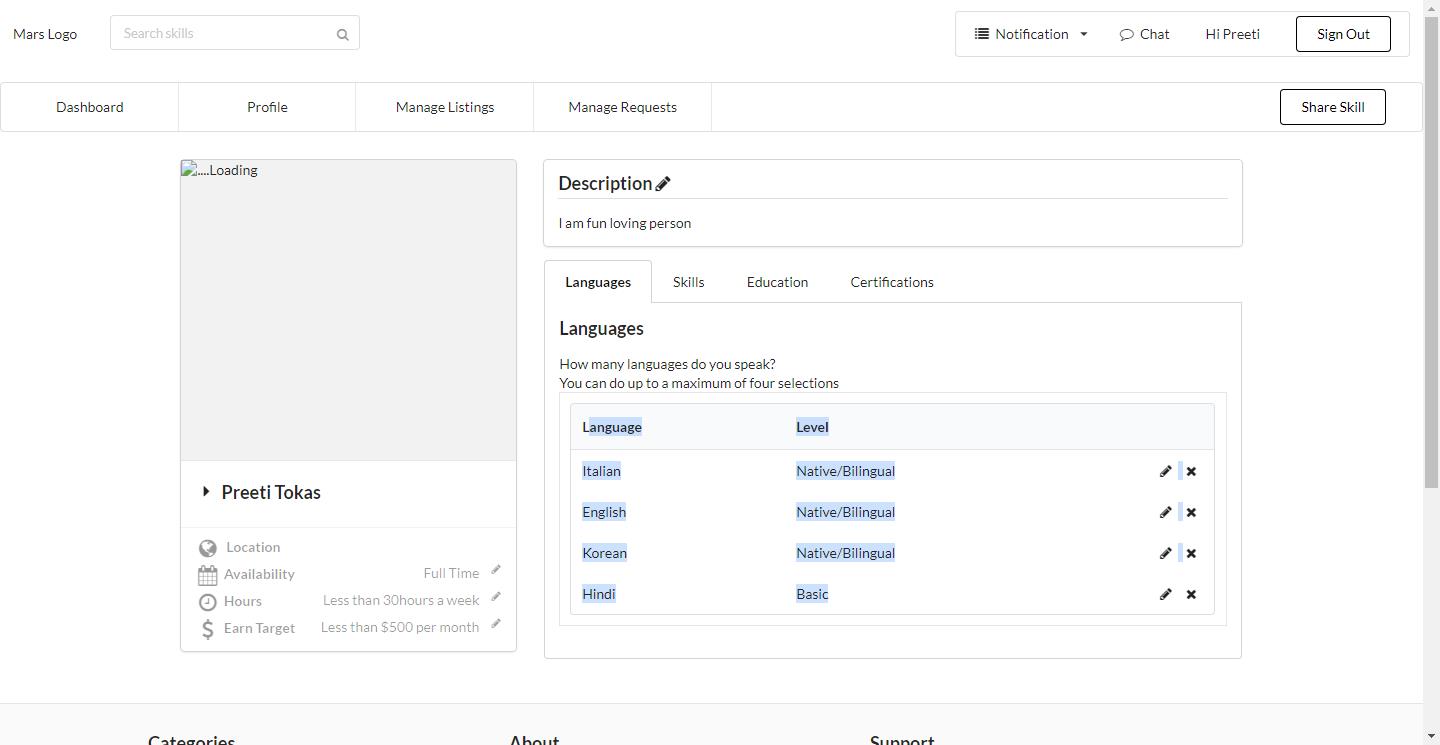 Mars Logo
Search skills
Notification
Chat
Hi Preeti
Sign Out
Dashboard
Profile
Manage Listings
Manage Requests
Share Skill
....Loading
Description
I am fun loving person
Languages
Skills
Education
Certifications
Languages
How many languages do you speak?
You can do up to a maximum of four selections
Language Level
Italian Native/Bilingual
English Native/Bilingual
Korean Native/Bilingual
Hindi Basic
Preeti Tokas
Location
Availability Full Time
Hours Less than 30hours a week
Earn Target Less than $500 per month
Categories
About
Support